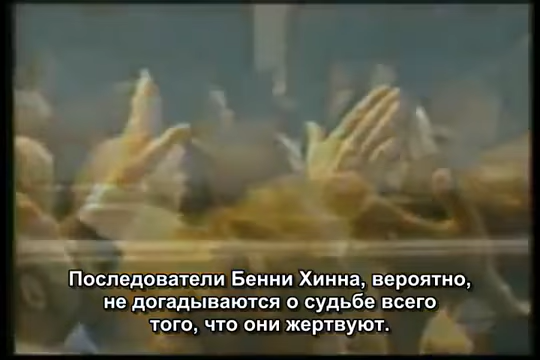 Последователи Бенни Хинна, вероятно,
не догадываются о судьбе всего
того, что они жертвуют.